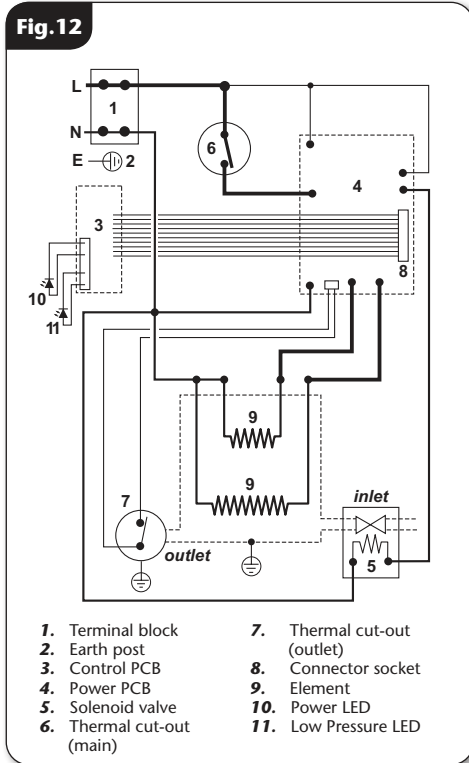 Fig.12
L
1
N
6
E 2
4
3
8
10
11
9
7
9
inlet
outlet
5
1. Terminal block
2. Earth post
3. Control PCB
4. Power PCB
5. Solenoid valve
6. Thermal cut-out
(main)
7. Thermal cut-out
(outlet)
8. Connector socket
9. Element
10. Power LED
11. Low Pressure LED